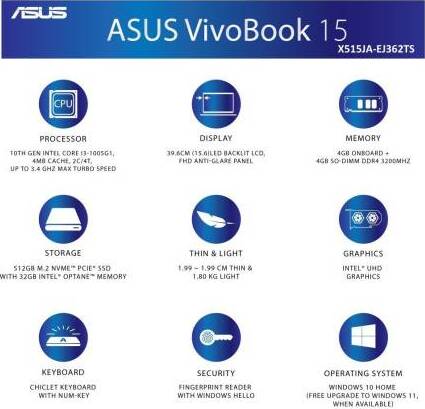 ASUS
ASUS VivoBook 15
X515JA-EJ362TS
CPU
PROCESSOR
10TH GEN INTEL CORE I3-1005G1,
4MB CACHE, 2C/4T,
UP TO 3.4 GHZ MAX TURBO SPEED
DISPLAY
39.6CM (15.6)LED BACKLIT LCD,
FHD ANTI-GLARE PANEL
MEMORY
4GB ONBOARD +
4GB SO-DIMM DDR4 3200MHZ
STORAGE
512GB M.2 NVME™ PCIE® SSD
WITH 32GB INTEL® OPTANE™ MEMORY
THIN & LIGHT
1.99 ~ 1.99 CM THIN &
1.80 KG LIGHT
GRAPHICS
INTEL® UHD
GRAPHICS
KEYBOARD
CHICLET KEYBOARD
WITH NUM-KEY
SECURITY
FINGERPRINT READER
WITH WINDOWS HELLO
OPERATING SYSTEM
WINDOWS 10 HOME
(FREE UPGRADE TO WINDOWS 11,
WHEN AVAILABLE)